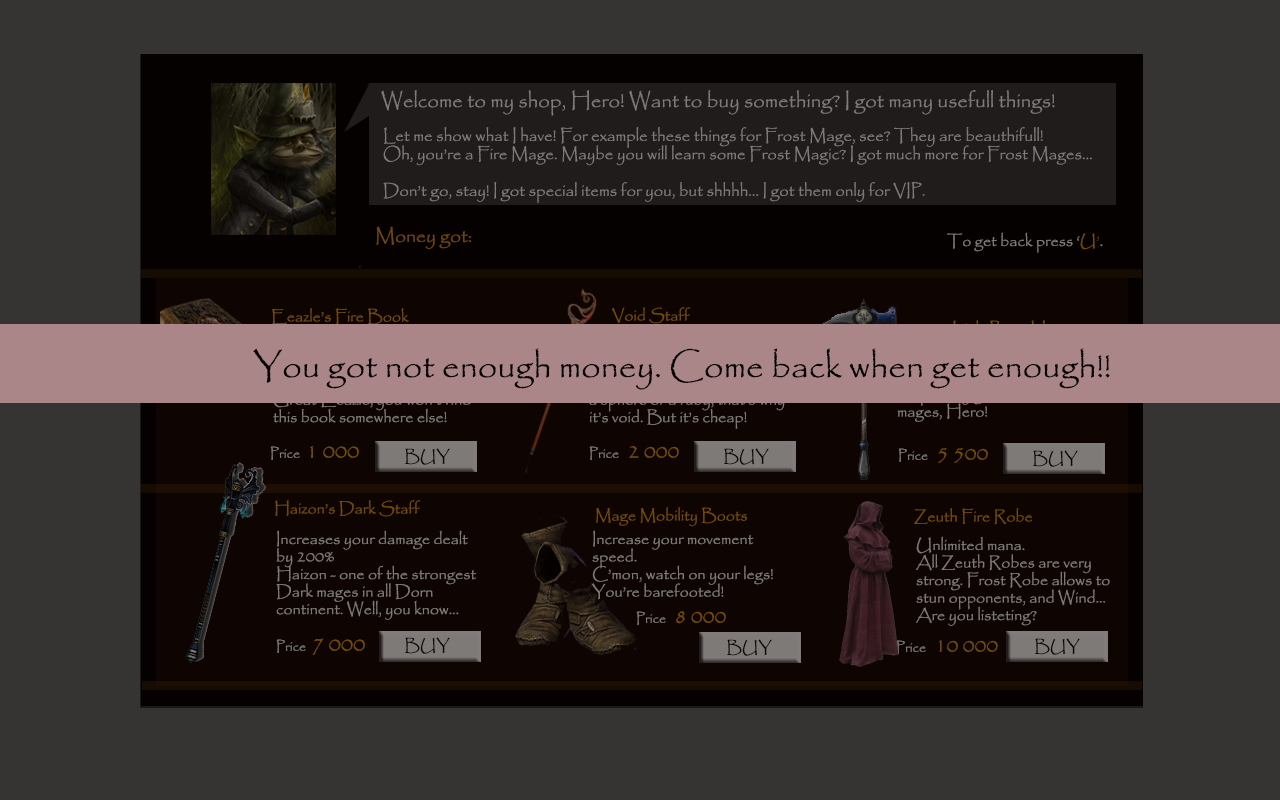 Welcome to my shop, Hero! Want to buy something? I got many usefull things!
Let me show what I have! For example these things for Frost Mage, see? They are beauthifull!
Oh, you're a Fire Mage. Maybe you will learn some Frost Magic? I got much more for Frost Mages...
Don't go, stay! I got special items for you, but shhhh... I got them only for VIP.
Money got:
To get back press 'U'.
Eeazle's Fire Book
Void Staff
You got not enough money. Come back when get enough!!
this book somewhere else!
it's void. But it's cheap!
mages, Hero!
Price 1 000 BUY
Price 2 000 BUY
Price 5 500 BUY
Haizon's Dark Staff
Increases your damage dealt
by 200%
Haizon - one of the strongest
Dark mages in all Dorn
continent. Well, you know...
Price 7 000 BUY
Mage Mobility Boots
Increase your movement
speed.
C'mon, watch on your legs!
You're barefooted!
Price 8 000
BUY
Zeuth Fire Robe
Unlimited mana.
All Zeuth Robes are very
strong. Frost Robe allows to
stun opponents, and Wind...
Are you listeting?
Price 10 000 BUY